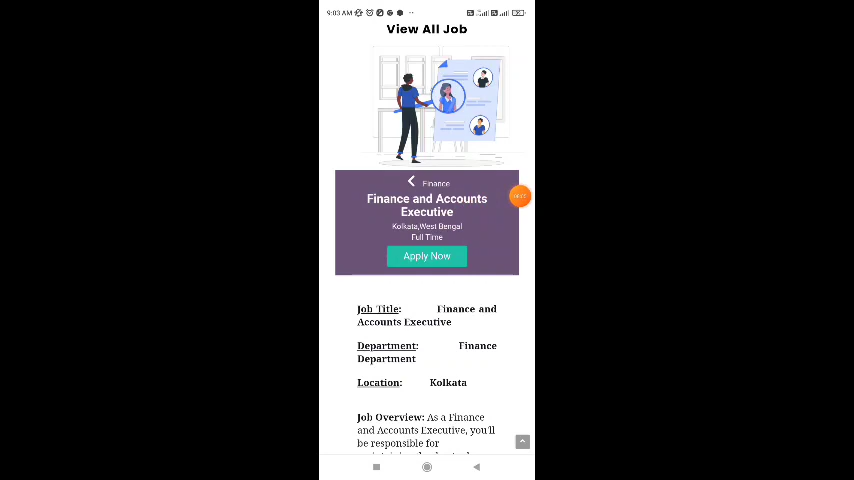 9:03 AM
View All Job
Finance
Finance and Accounts
Executive
Kolkata,West Bengal
Full Time
Apply Now
Job Title: Finance and
Accounts Executive
Department: Finance
Department
Location: Kolkata
Job Overview: As a Finance
and Accounts Executive, you'll
be responsible for